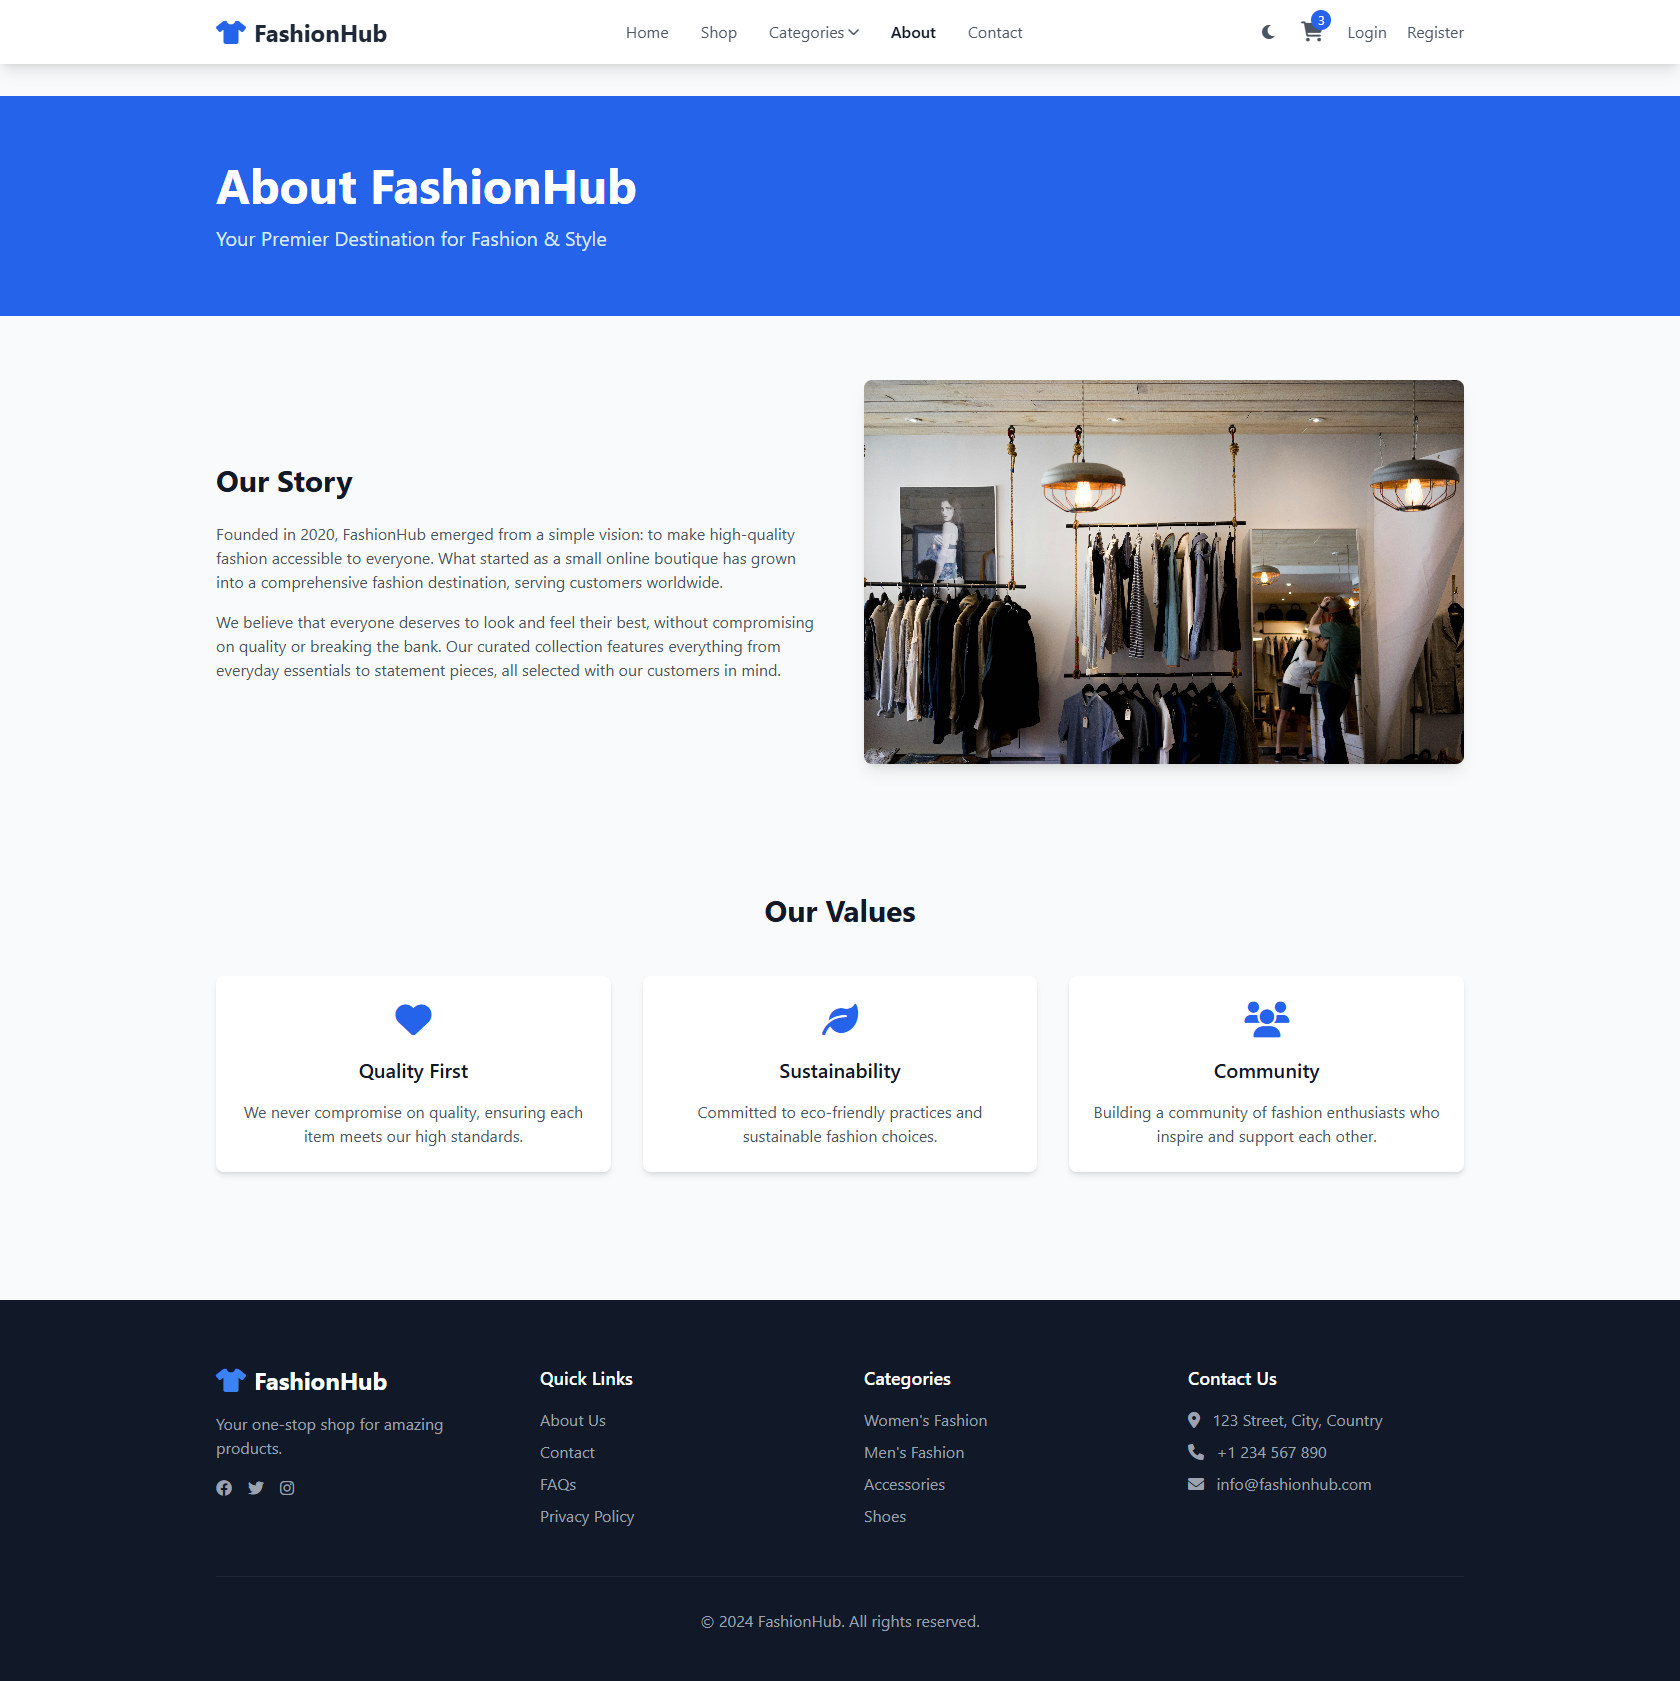 FashionHub
Home
Shop
Categories
About
Contact
3
Login
Register
About FashionHub
Your Premier Destination for Fashion & Style
Our Story
Founded in 2020, FashionHub emerged from a simple vision: to make high-quality
fashion accessible to everyone. What started as a small online boutique has grown
into a comprehensive fashion destination, serving customers worldwide.
We believe that everyone deserves to look and feel their best, without compromising
on quality or breaking the bank. Our curated collection features everything from
everyday essentials to statement pieces, all selected with our customers in mind.
Our Values
Quality First
We never compromise on quality, ensuring each
item meets our high standards.
Sustainability
Committed to eco-friendly practices and
sustainable fashion choices.
Community
Building a community of fashion enthusiasts who
inspire and support each other.
FashionHub
Your one-stop shop for amazing
products.
Quick Links
About Us
Contact
FAQs
Privacy Policy
Categories
Women's Fashion
Men's Fashion
Accessories
Shoes
Contact Us
123 Street, City, Country
+1 234 567 890
info@fashionhub.com
© 2024 FashionHub. All rights reserved.